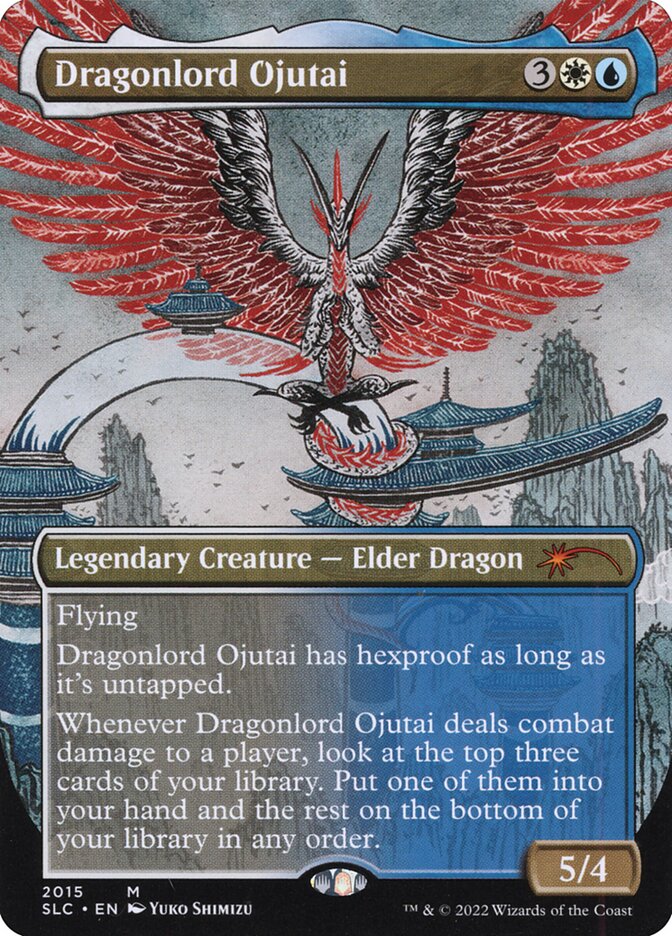 Dragonlord Ojutai 3
Legendary Creature — Elder Dragon
Flying
Dragonlord Ojutai has hexproof as long as
it's untapped.
Whenever Dragonlord Ojutai deals combat
damage to a player, look at the top three
cards of your library. Put one of them into
your hand and the rest on the bottom of
your library in any order.
5/4
2015 M
SLC • EN Yuko Shimizu
™ & © 2022 Wizards of the Coast